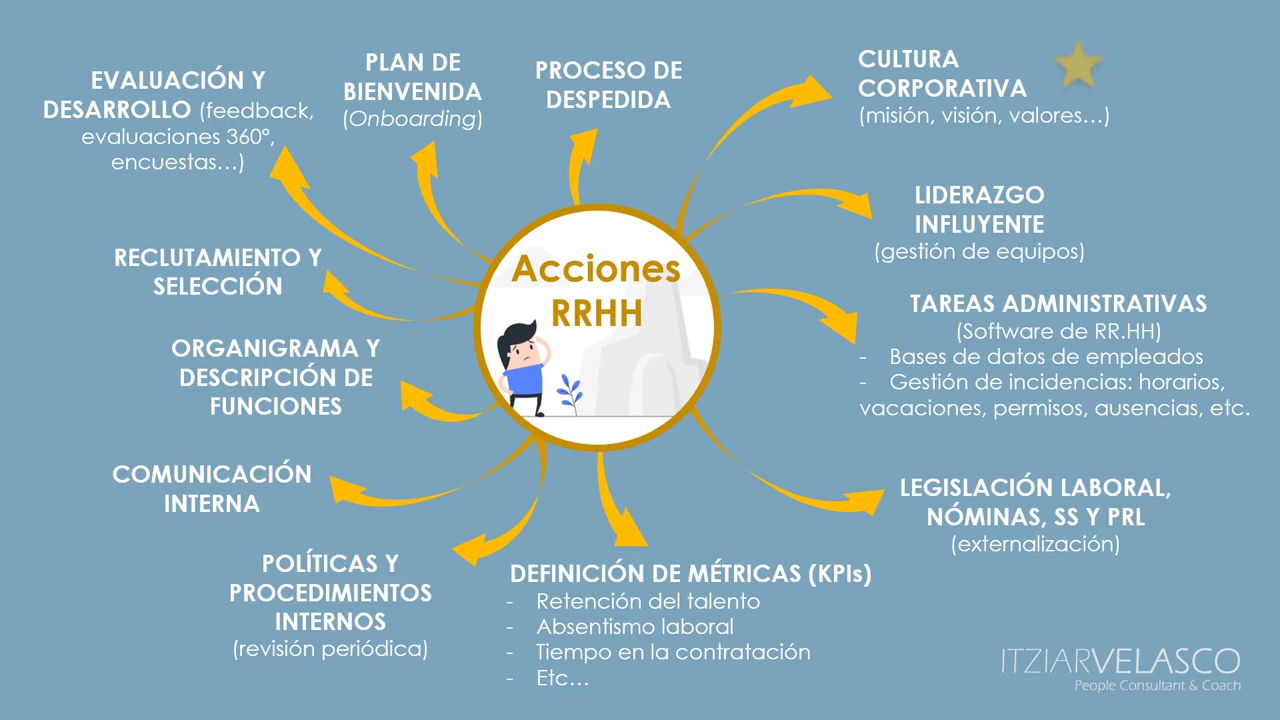 EVALUACIÓN Y
DESARROLLO (feedback,
evaluaciones 360°,
encuestas...)
PLAN DE
BIENVENIDA
(Onboarding)
PROCESO DE
DESPEDIDA
CULTURA
CORPORATIVA
(misión, visión, valores...)
LIDERAZGO
INFLUYENTE
(gestión de equipos)
RECLUTAMIENTO Y
SELECCIÓN
Acciones
RRHH
TAREAS ADMINISTRATIVAS
(Software de RR.HH)
- Bases de datos de empleados
- Gestión de incidencias: horarios,
vacaciones, permisos, ausencias, etc.
ORGANIGRAMA Y
DESCRIPCIÓN DE
FUNCIONES
COMUNICACIÓN
INTERNA
LEGISLACIÓN LABORAL,
NÓMINAS, SS Y PRL
(externalización)
POLÍTICAS Y
PROCEDIMIENTOS
INTERNOS
(revisión periódica)
DEFINICIÓN DE MÉTRICAS (KPIs)
- Retención del talento
- Absentismo laboral
- Tiempo en la contratación
- Etc...
ITZIARVELASCO
People Consultant & Coach